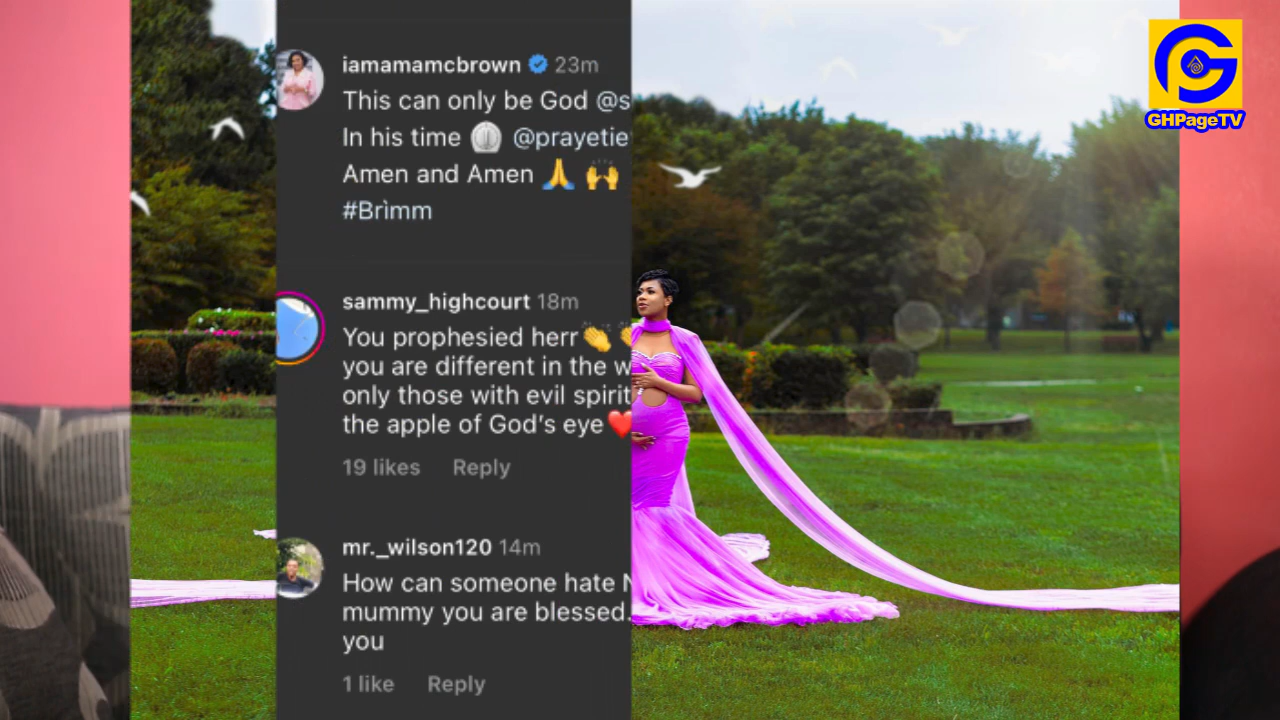 iamamamcbrown 23m
This can only be God @s
In his time @prayetie
Amen and Amen 🙏 🙌
#Brimm
sammy_highcourt 18m
You prophesied herr 👏
you are different in the w
only those with evil spirit
the apple of God's eye ❤️
19 likes Reply
mr._wilson120 14m
How can someone hate N
mummy you are blessed.
you
1 like Reply
GHPageTV